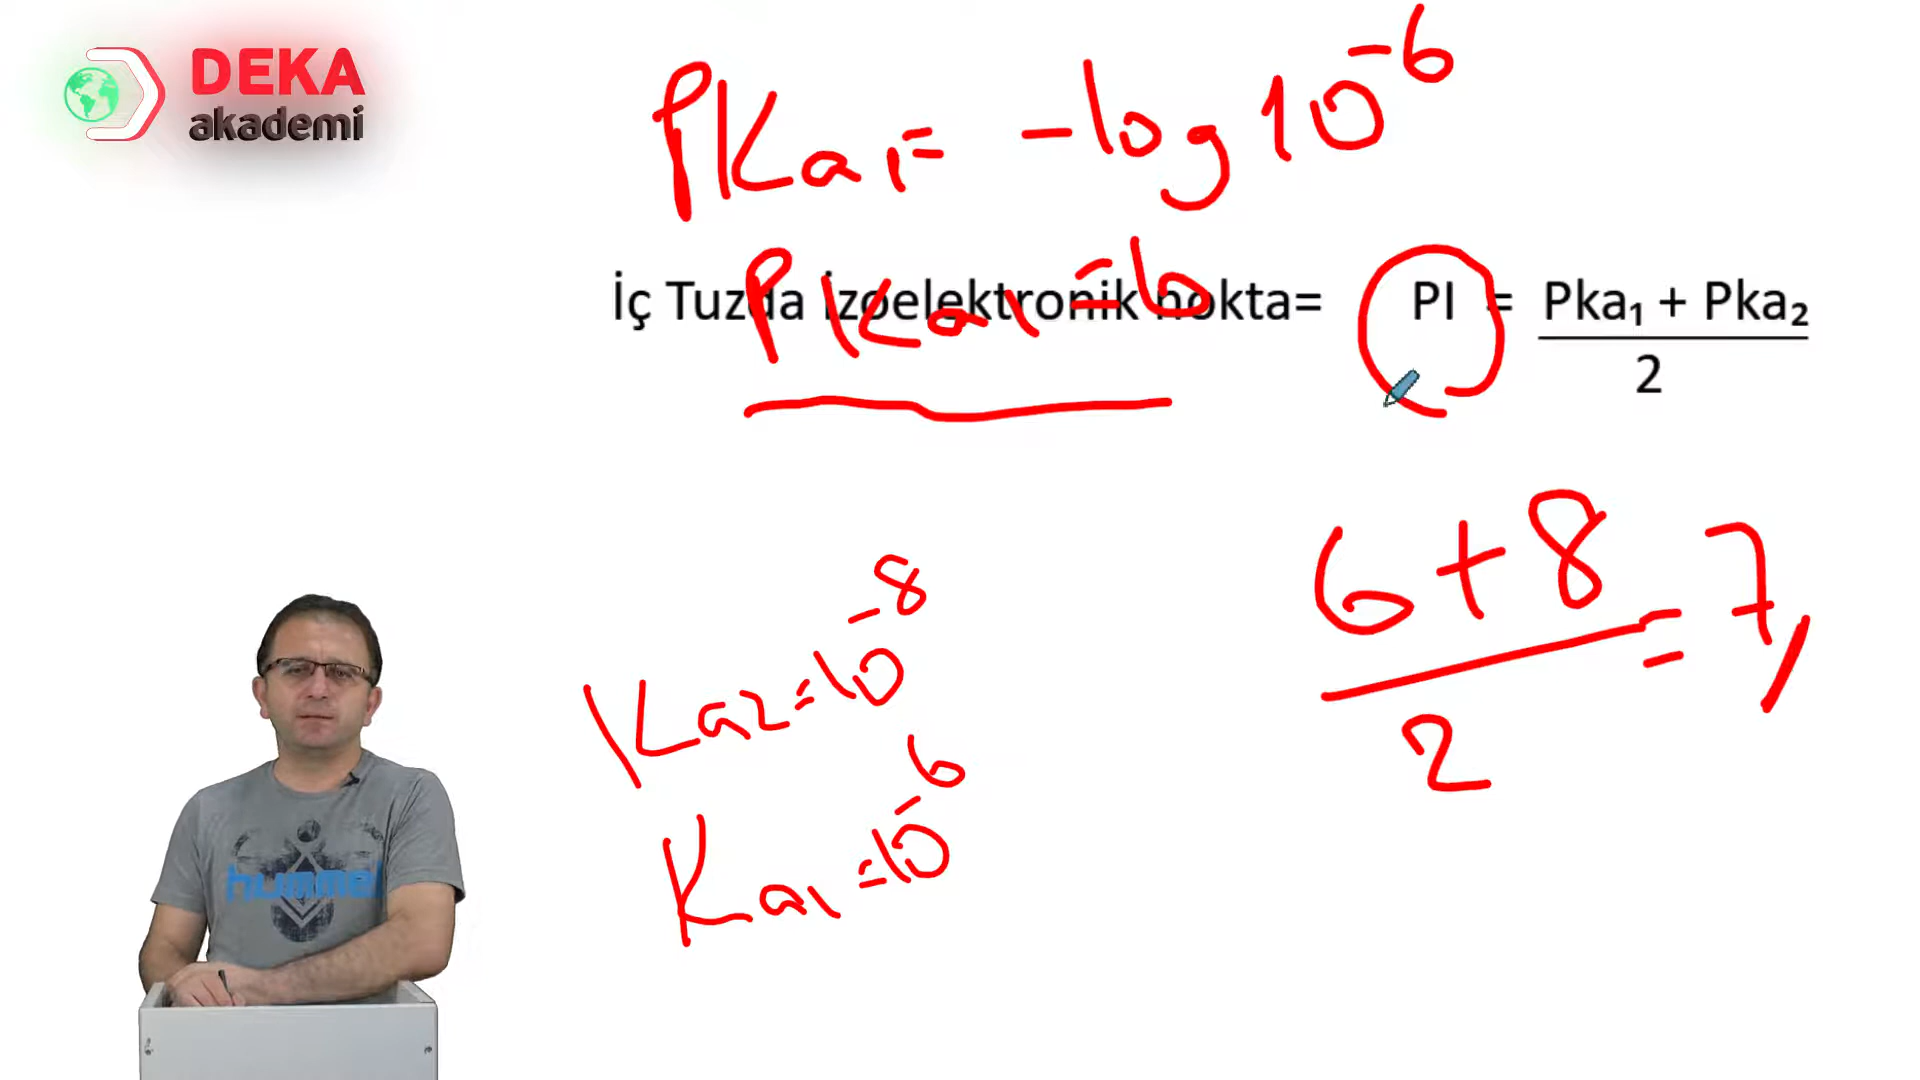 DEKA
akademi
PKa₁ = -log 10⁻⁶
PKa₁ = 6
İç Tuzda İzoelektronik nokta= PI = Pka₁ + Pka₂
2
6+8 = 7,
2
Ka2=10⁻⁸
Ka1=10⁻⁶
hummel